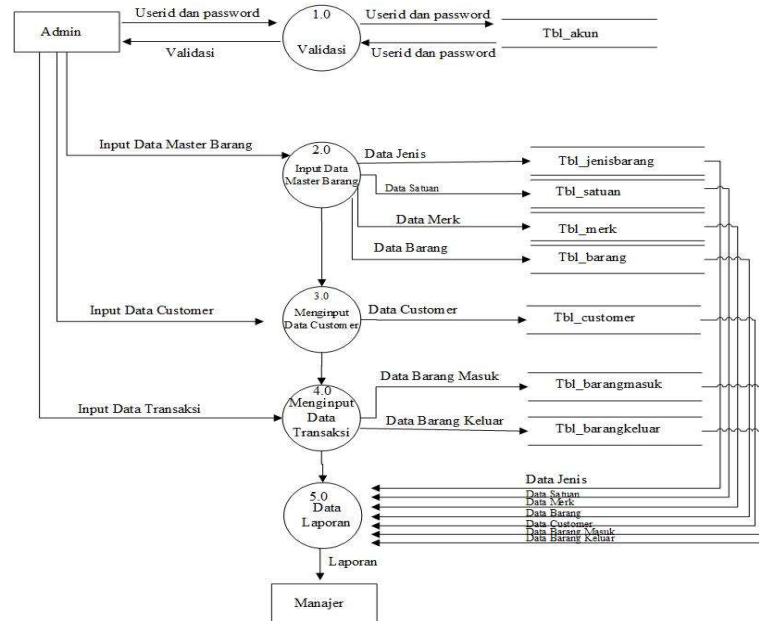 Admin
Userid dan password
Validasi
1.0
Validasi
Userid dan password
Userid dan password
Tbl_akun
Input Data Master Barang
2.0
Input Data
Master Barang
Data Jenis
Data Satuan
Data Merk
Data Barang
Tbl_jenisbarang
Tbl_satuan
Tbl_merk
Tbl_barang
Input Data Customer
3.0
Menginput
Data Customer
Data Customer
Tbl_customer
Input Data Transaksi
4.0
Menginput
Data
Transaksi
Data Barang Masuk
Data Barang Keluar
Tbl_barangmasuk
Tbl_barangkeluar
5.0
Data
Laporan
Data Jenis
Data Satuan
Data Merk
Data Barang
Data Customer
Data Barang Masuk
Data Barang Keluar
Laporan
Manajer